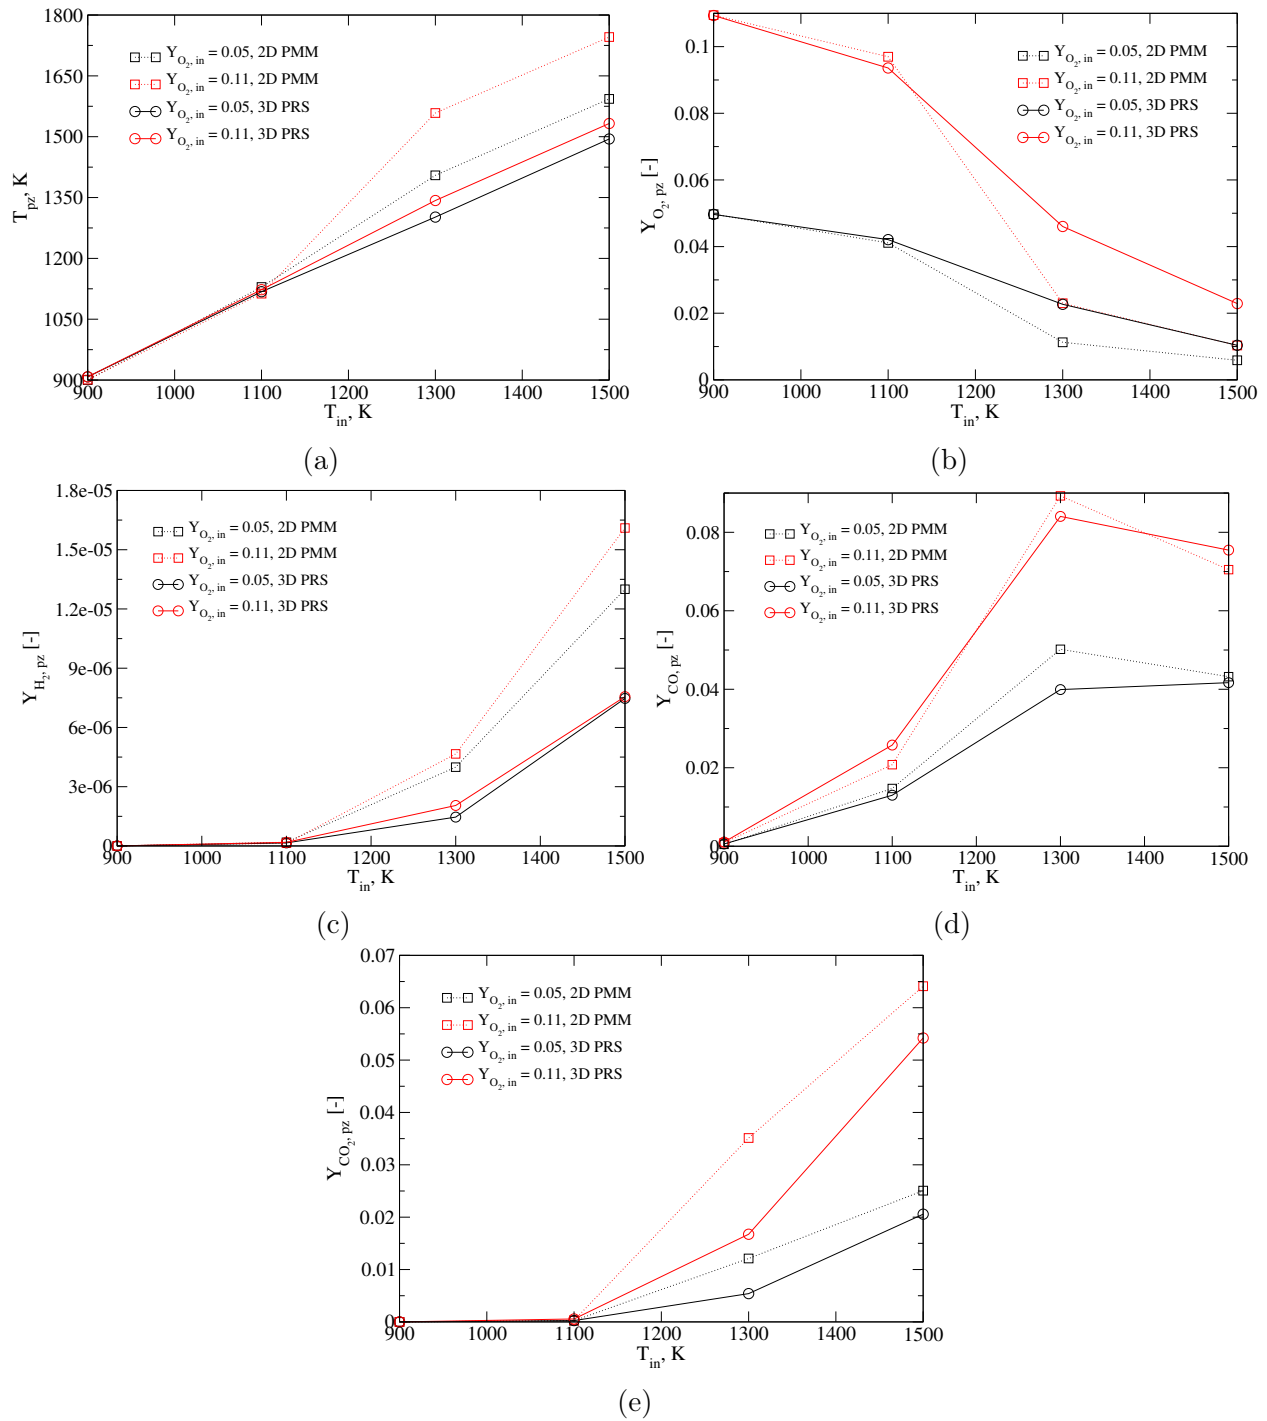 1800
1650
1500
1350
1200
1050
900
T_pz, K
Y_O₂, in = 0.05, 2D PMM
Y_O₂, in = 0.11, 2D PMM
Y_O₂, in = 0.05, 3D PRS
Y_O₂, in = 0.11, 3D PRS
900 1000 1100 1200 1300 1400 1500
T_in, K
(a)
0.1
0.08
0.06
0.04
0.02
0
Y_O₂, pz [-]
Y_O₂, in = 0.05, 2D PMM
Y_O₂, in = 0.11, 2D PMM
Y_O₂, in = 0.05, 3D PRS
Y_O₂, in = 0.11, 3D PRS
900 1000 1100 1200 1300 1400 1500
T_in, K
(b)
1.8e-05
1.5e-05
1.2e-05
9e-06
6e-06
3e-06
0
Y_H₂, pz [-]
Y_O₂, in = 0.05, 2D PMM
Y_O₂, in = 0.11, 2D PMM
Y_O₂, in = 0.05, 3D PRS
Y_O₂, in = 0.11, 3D PRS
900 1000 1100 1200 1300 1400 1500
T_in, K
(c)
0.08
0.06
0.04
0.02
0
Y_CO, pz [-]
Y_O₂, in = 0.05, 2D PMM
Y_O₂, in = 0.11, 2D PMM
Y_O₂, in = 0.05, 3D PRS
Y_O₂, in = 0.11, 3D PRS
900 1000 1100 1200 1300 1400 1500
T_in, K
(d)
0.07
0.06
0.05
0.04
0.03
0.02
0.01
0
Y_CO₂, pz [-]
Y_O₂, in = 0.05, 2D PMM
Y_O₂, in = 0.11, 2D PMM
Y_O₂, in = 0.05, 3D PRS
Y_O₂, in = 0.11, 3D PRS
900 1000 1100 1200 1300 1400 1500
T_in, K
(e)